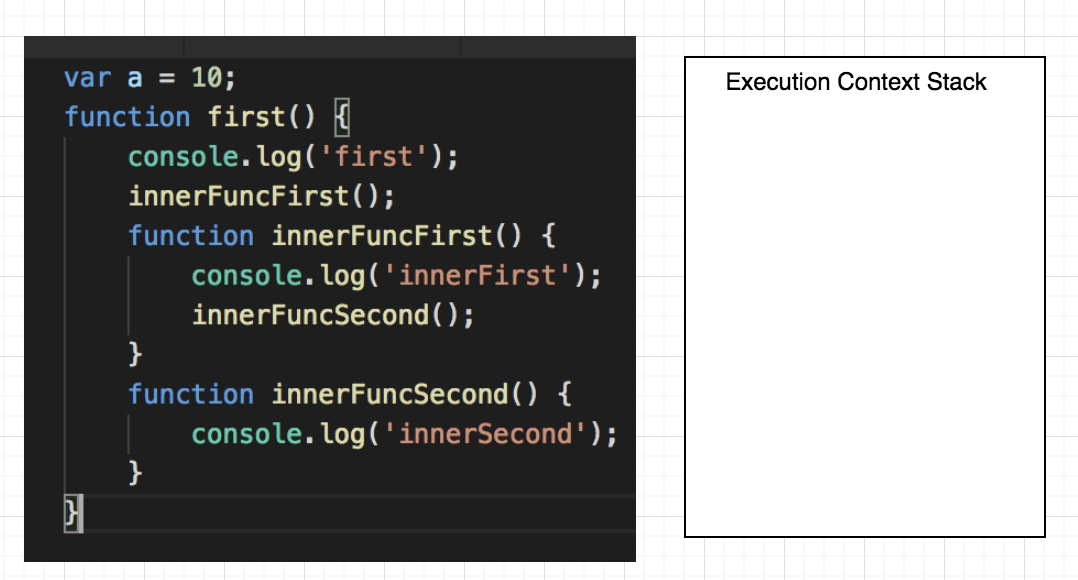 var a = 10;
function first() {
    console.log('first');
    innerFuncFirst();
    function innerFuncFirst() {
        console.log('innerFirst');
        innerFuncSecond();
    }
    function innerFuncSecond() {
        console.log('innerSecond');
    }
}
Execution Context Stack